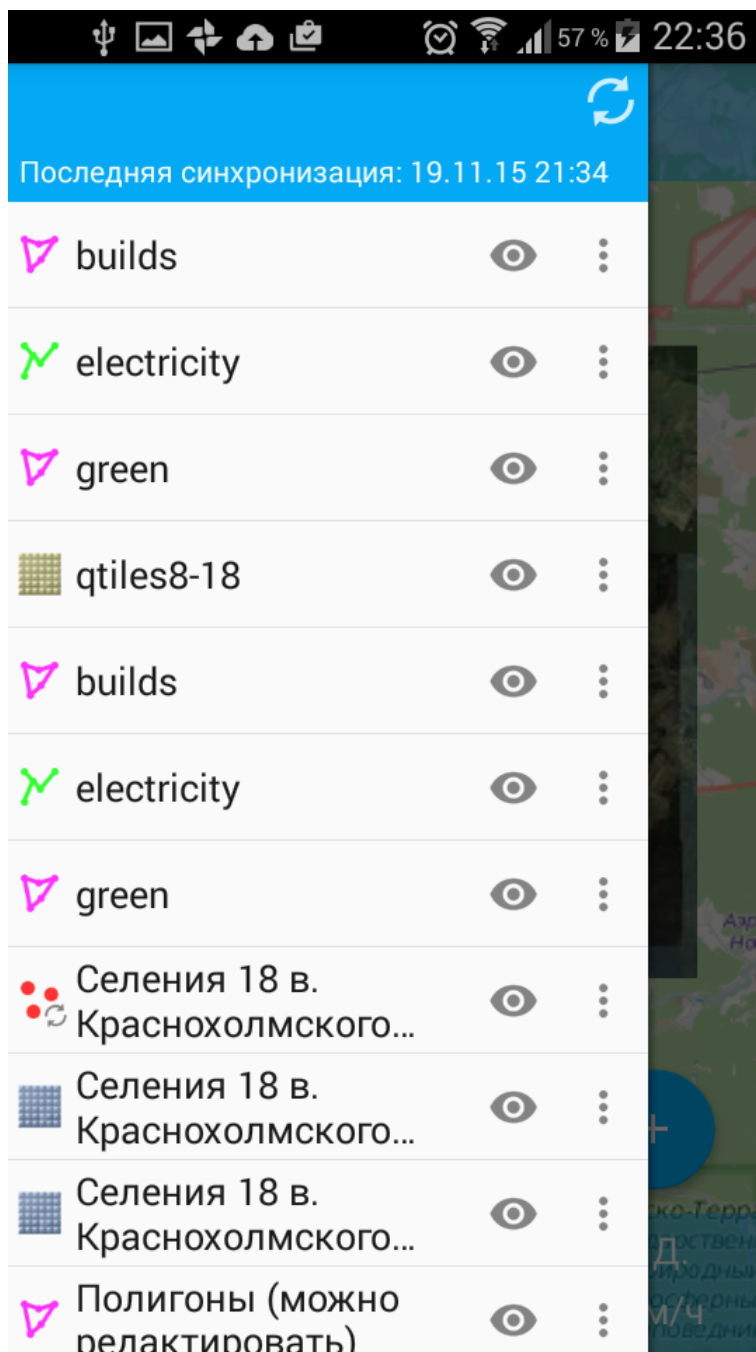 57 % 22:36
Последняя синхронизация: 19.11.15 21:34
builds
electricity
green
qtiles8-18
builds
electricity
green
Селения 18 в.
Краснохолмского...
Селения 18 в.
Краснохолмского...
Селения 18 в.
Краснохолмского...
Полигоны (можно
редактировать)
Д.
м/ч